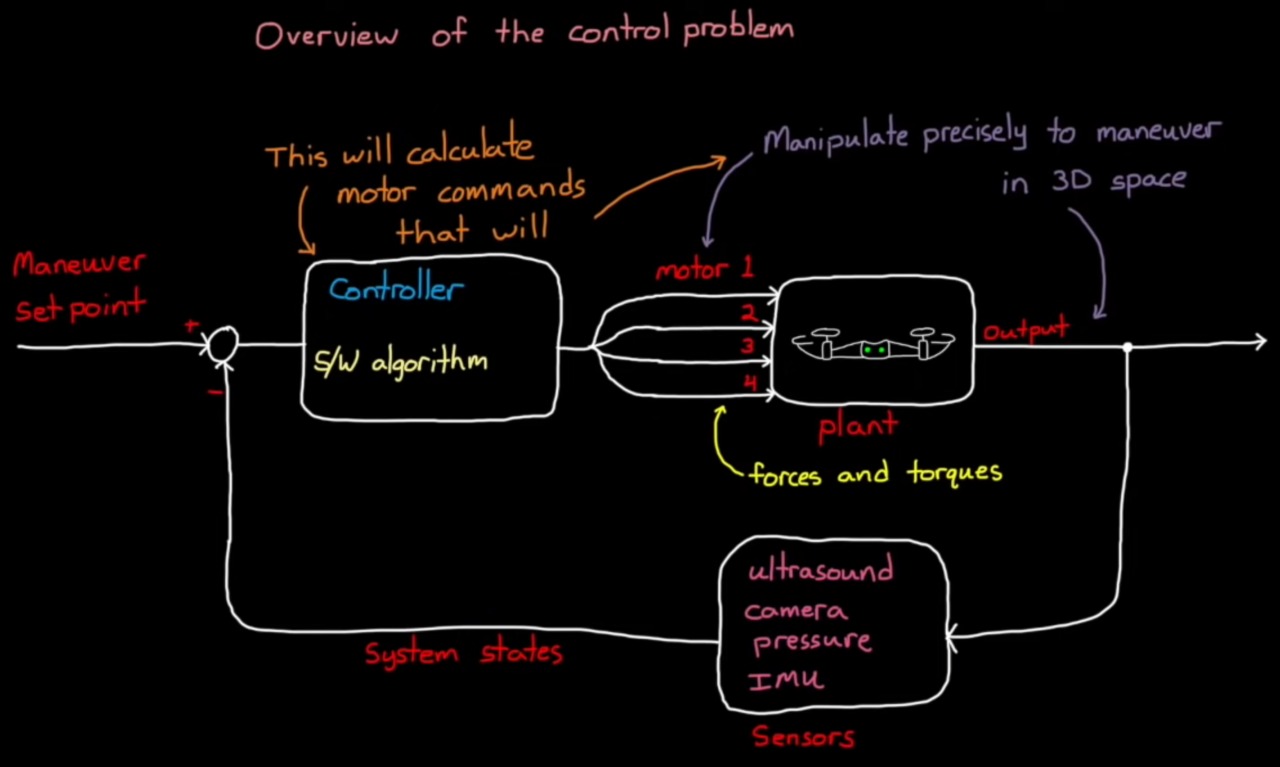 Overview of the control problem
This will calculate
motor commands
that will
Manipulate precisely to maneuver
in 3D space
Maneuver
set point
+
-
Controller
S/W algorithm
motor 1
2
3
4
output
plant
forces and torques
ultrasound
camera
pressure
IMU
System states
Sensors